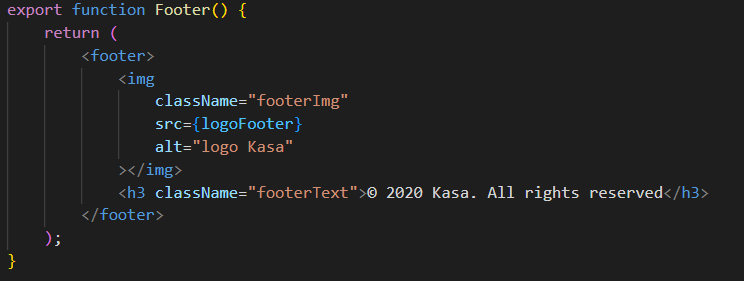 export function Footer() {
    return (
        <footer>
            <img
                className="footerImg"
                src={logoFooter}
                alt="logo Kasa"
            ></img>
            <h3 className="footerText">© 2020 Kasa. All rights reserved</h3>
        </footer>
    );
}